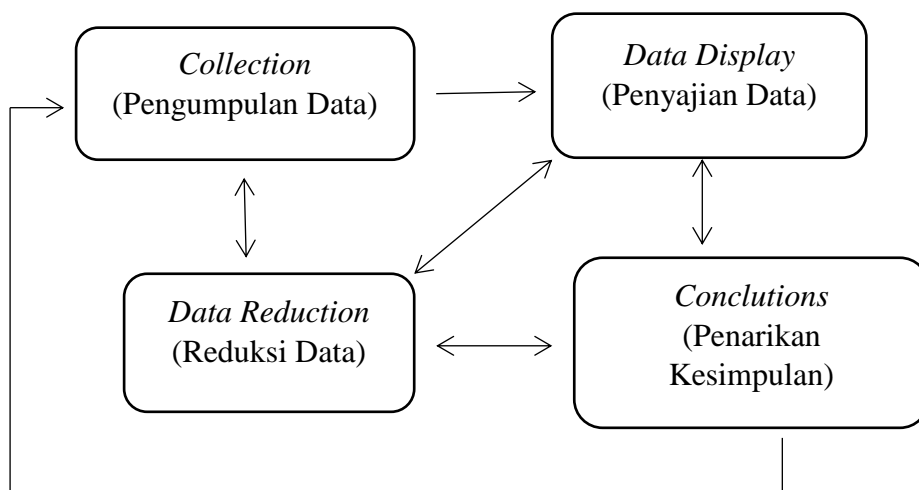 Collection
(Pengumpulan Data)
Data Display
(Penyajian Data)
Data Reduction
(Reduksi Data)
Conclutions
(Penarikan
Kesimpulan)